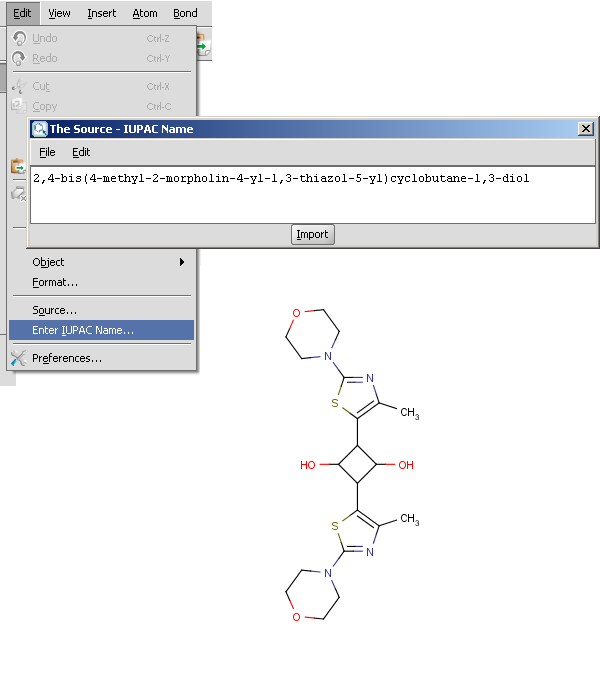 Edit View Insert Atom Bond
Undo Ctrl-Z
Redo Ctrl-Y
Cut Ctrl-X
Copy Ctrl-C
The Source - IUPAC Name
File Edit
2,4-bis(4-methyl-2-morpholin-4-yl-1,3-thiazol-5-yl)cyclobutane-1,3-diol
Import
Object
Format...
Source...
Enter IUPAC Name...
Preferences...
O
N
N
S
CH3
HO OH
S
CH3
N
N
O